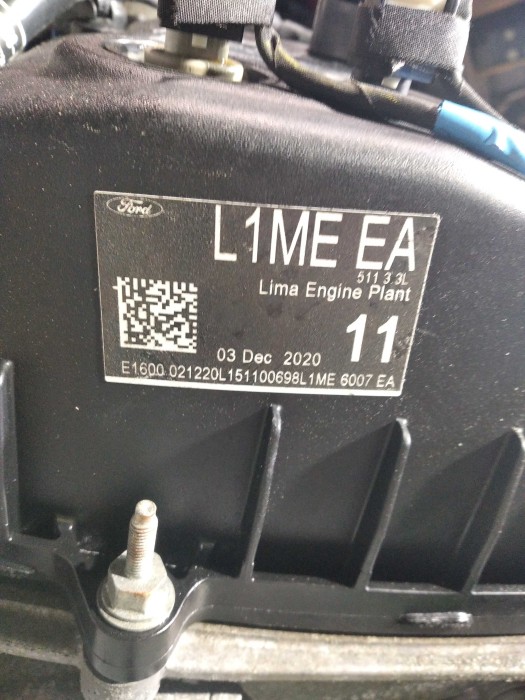 Ford
L1ME EA
511 3 3L
Lima Engine Plant
11
03 Dec 2020
E1600 021220L151100698L1ME 6007 EA